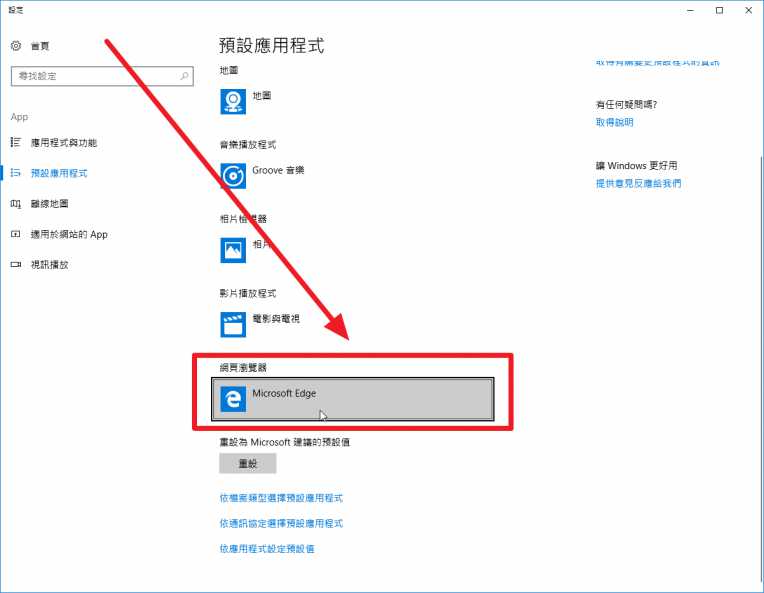 設定
首頁
尋找設定
App
應用程式與功能
預設應用程式
離線地圖
適用於網站的 App
視訊播放
預設應用程式
地圖
地圖
音樂播放程式
Groove 音樂
相片檢視器
相片
影片播放程式
電影與電視
網頁瀏覽器
Microsoft Edge
重設為 Microsoft 建議的預設值
重設
依檔案類型選擇預設應用程式
依通訊協定選擇預設應用程式
依應用程式設定預設值
有任何疑問嗎?
取得說明
讓 Windows 更好用
提供意見反應給我們